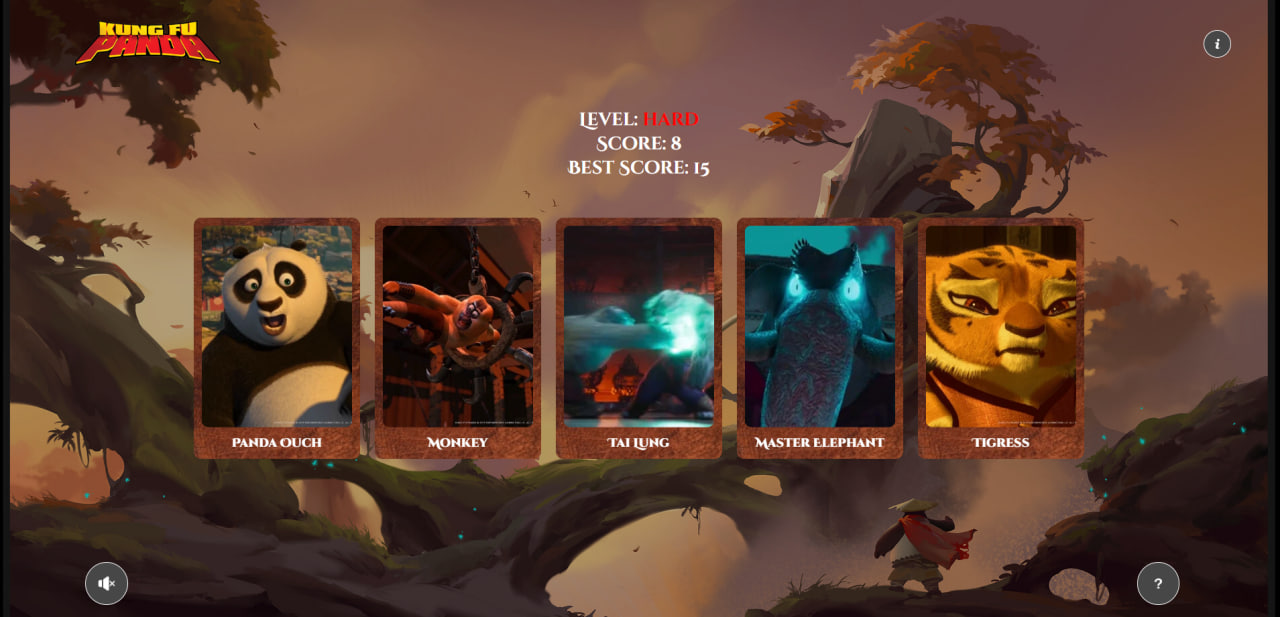 KUNG FU
PANDA
i
Level: HARD
Score: 8
Best Score: 15
Panda Ouch
Monkey
Tai Lung
Master Elephant
Tigress
?